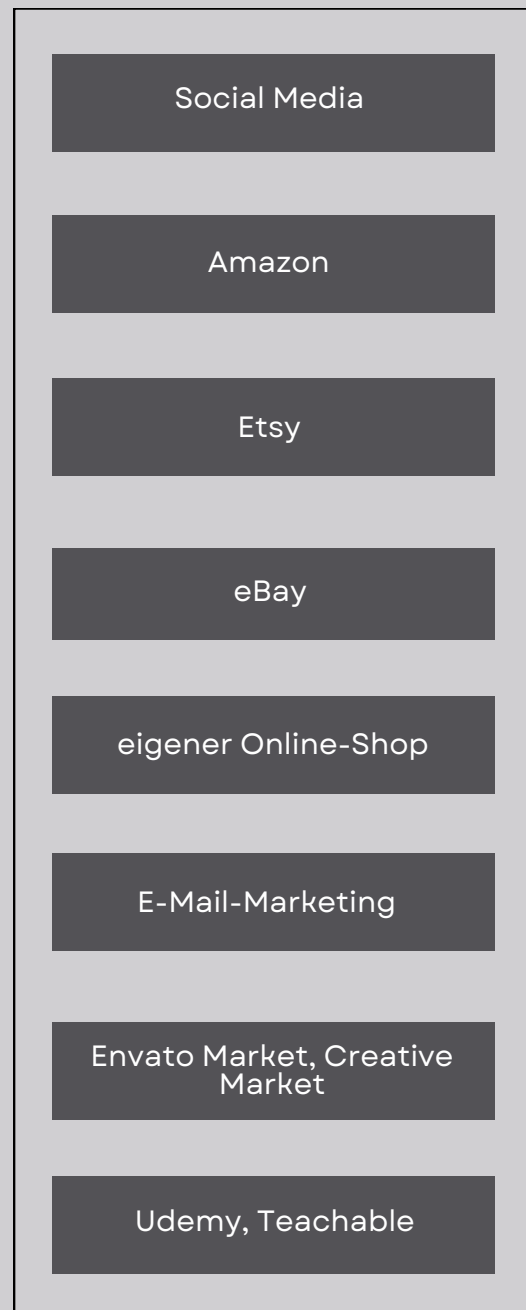 Social Media
Amazon
Etsy
eBay
eigener Online-Shop
E-Mail-Marketing
Envato Market, Creative
Market
Udemy, Teachable